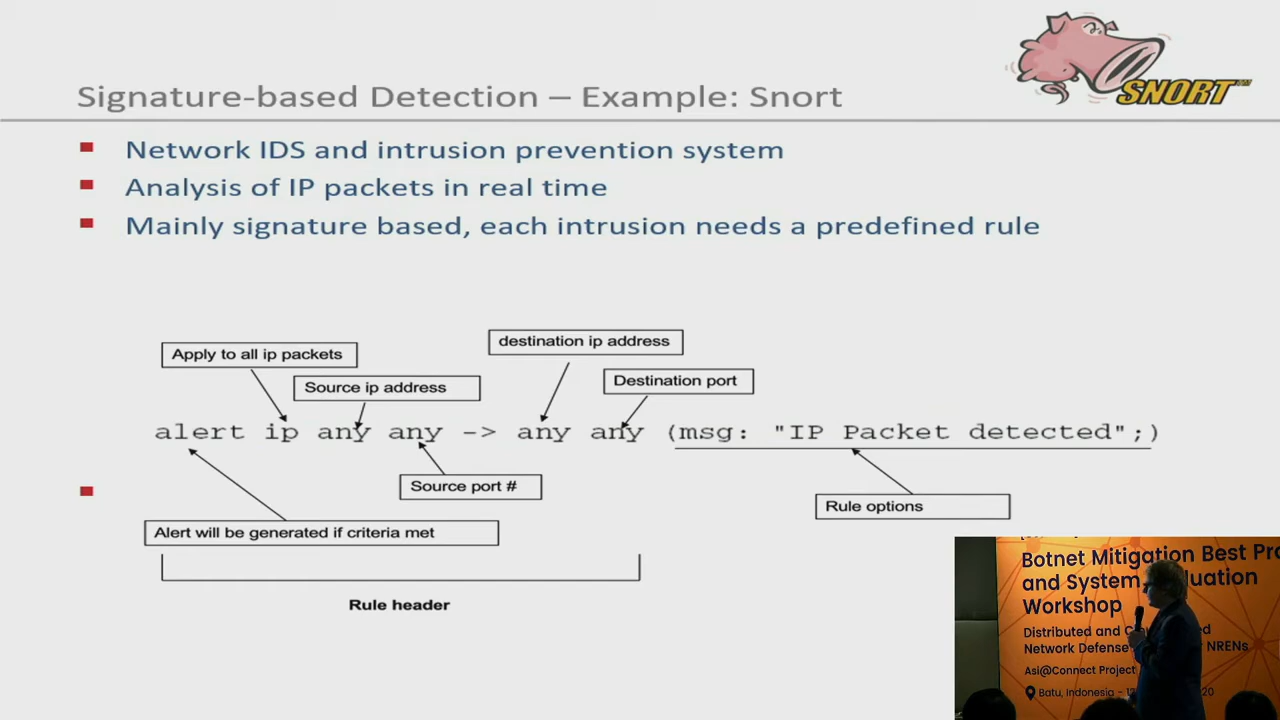 SNORT
Signature-based Detection – Example: Snort
Network IDS and intrusion prevention system
Analysis of IP packets in real time
Mainly signature based, each intrusion needs a predefined rule
destination ip address
Apply to all ip packets
Source ip address
Destination port
alert ip any any -> any any (msg: "IP Packet detected";)
Source port #
Rule options
Alert will be generated if criteria met
Rule header
Botnet Mitigation Best
and System
Workshop
Distributed and
Network Defense NRENs
Asi@Connect Project
Batu, Indonesia - 20